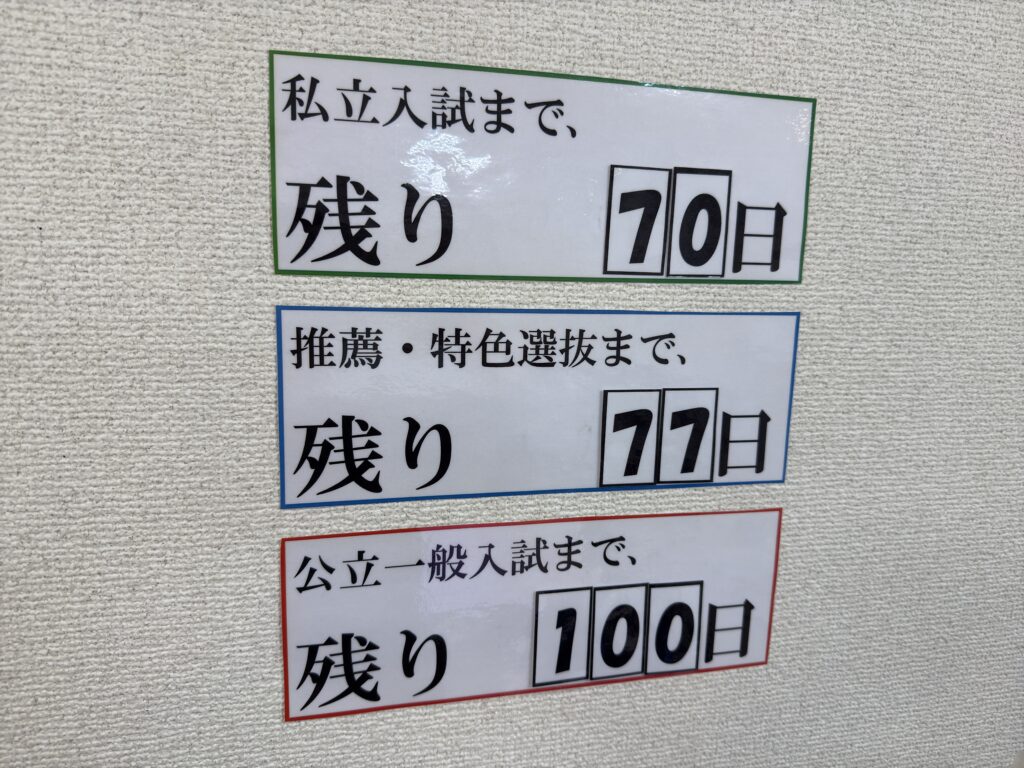 私立入試まで、
残り 70日
推薦・特色選抜まで、
残り 77日
公立一般入試まで、
残り 100日